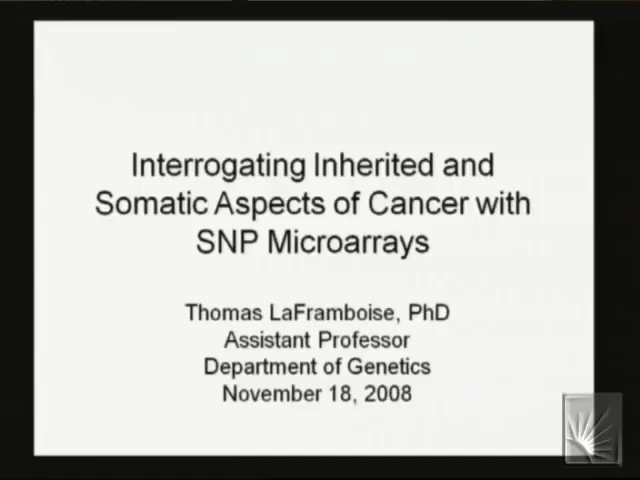 Interrogating Inherited and
Somatic Aspects of Cancer with
SNP Microarrays
Thomas LaFramboise, PhD
Assistant Professor
Department of Genetics
November 18, 2008